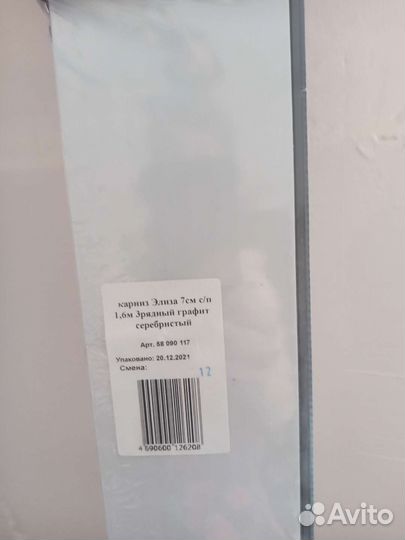 карниз Элиза 7см с/п
1,6м 3рядный графит
серебристый
Арт. 58 090 117
Упаковано: 20.12.2021
Смена: 12
4 690600 126208
Avito